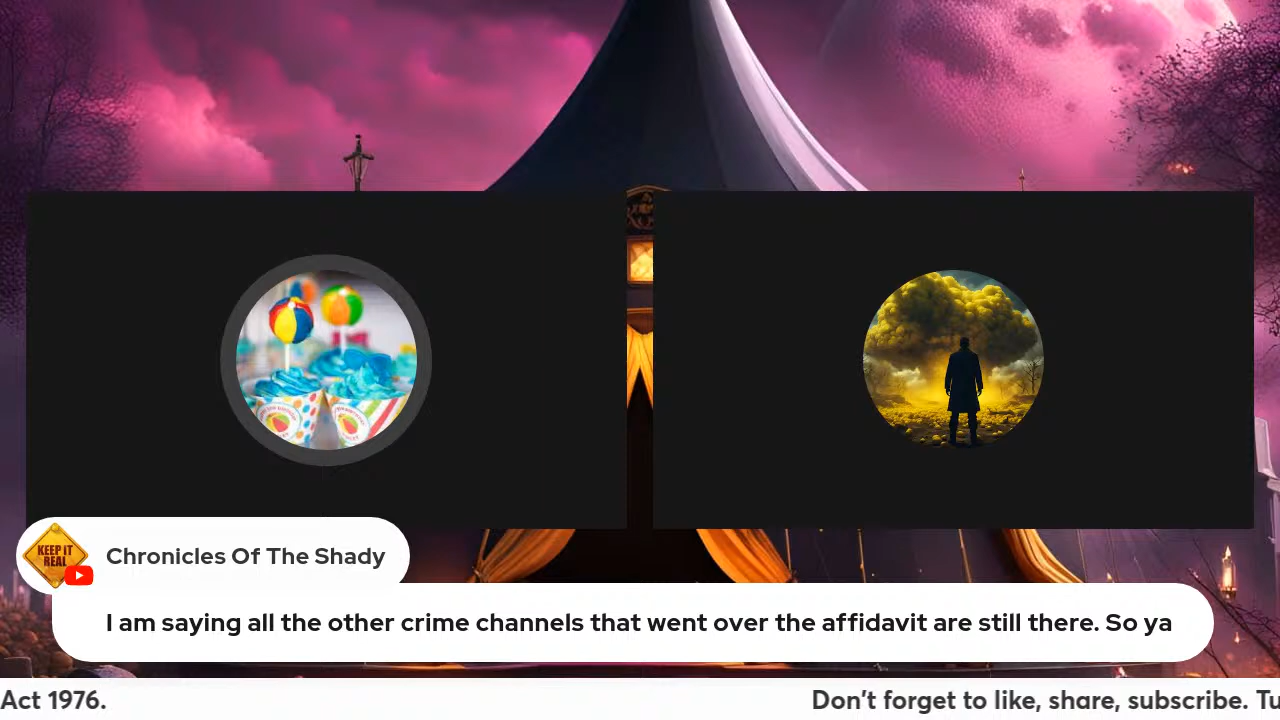 KEEP IT
REAL
Chronicles Of The Shady
I am saying all the other crime channels that went over the affidavit are still there. So ya
Act 1976.
Don't forget to like, share, subscribe. Tu